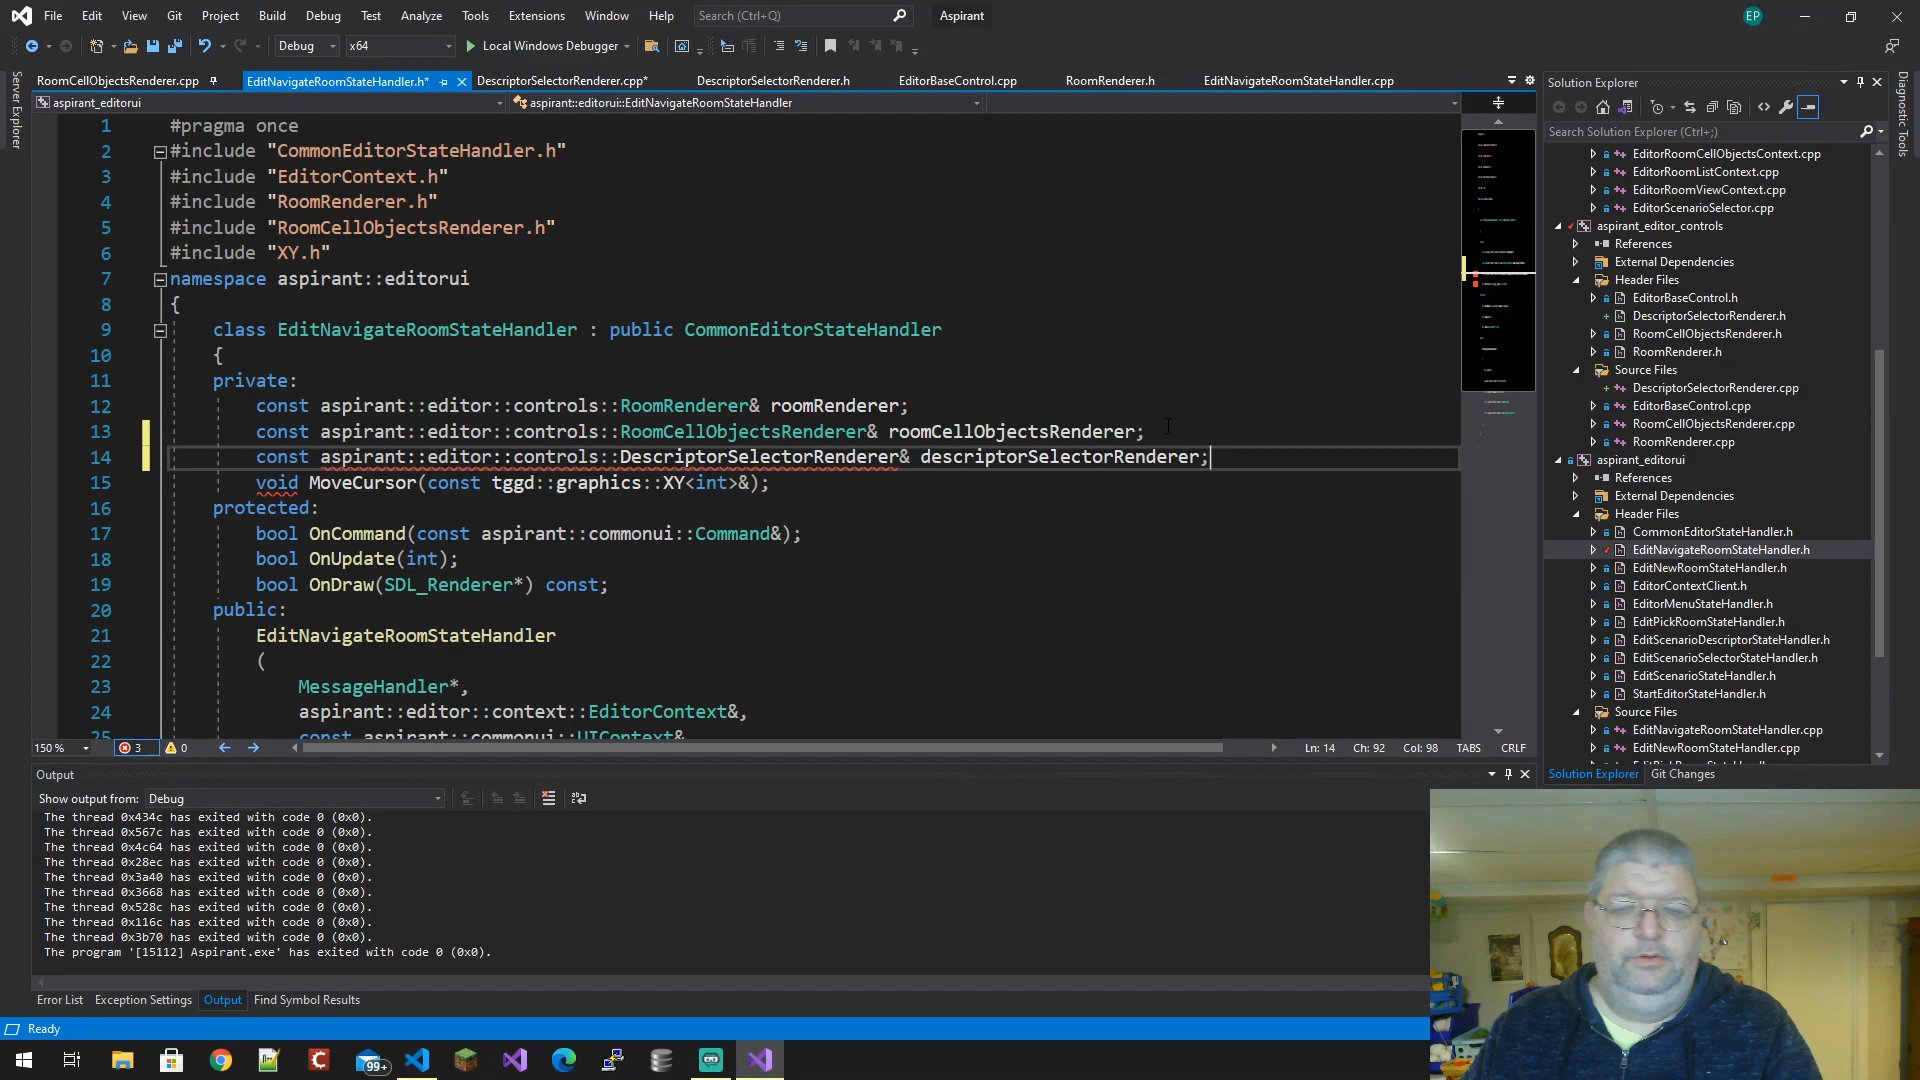 File Edit View Git Project Build Debug Test Analyze Tools Extensions Window Help Search (Ctrl+Q) Aspirant EP
Debug x64 Local Windows Debugger
RoomCellObjectsRenderer.cpp EditNavigateRoomStateHandler.h* DescriptorSelectorRenderer.cpp* DescriptorSelectorRenderer.h EditorBaseControl.cpp RoomRenderer.h EditNavigateRoomStateHandler.cpp
aspirant_editorui aspirant::editorui::EditNavigateRoomStateHandler
Server Explorer
1 #pragma once
2 #include "CommonEditorStateHandler.h"
3 #include "EditorContext.h"
4 #include "RoomRenderer.h"
5 #include "RoomCellObjectsRenderer.h"
6 #include "XY.h"
7 namespace aspirant::editorui
8 {
9 class EditNavigateRoomStateHandler : public CommonEditorStateHandler
10 {
11 private:
12 const aspirant::editor::controls::RoomRenderer& roomRenderer;
13 const aspirant::editor::controls::RoomCellObjectsRenderer& roomCellObjectsRenderer;
14 const aspirant::editor::controls::DescriptorSelectorRenderer& descriptorSelectorRenderer;
15 void MoveCursor(const tggd::graphics::XY<int>&);
16 protected:
17 bool OnCommand(const aspirant::commonui::Command&);
18 bool OnUpdate(int);
19 bool OnDraw(SDL_Renderer*) const;
20 public:
21 EditNavigateRoomStateHandler
22 (
23 MessageHandler*,
24 aspirant::editor::context::EditorContext&,
25 const aspirant::commonui::UIContext&
150 % 3 0 Ln: 14 Ch: 92 Col: 98 TABS CRLF
Output
Show output from: Debug
The thread 0x434c has exited with code 0 (0x0).
The thread 0x567c has exited with code 0 (0x0).
The thread 0x4c64 has exited with code 0 (0x0).
The thread 0x28ec has exited with code 0 (0x0).
The thread 0x3a40 has exited with code 0 (0x0).
The thread 0x3668 has exited with code 0 (0x0).
The thread 0x528c has exited with code 0 (0x0).
The thread 0x116c has exited with code 0 (0x0).
The thread 0x3b70 has exited with code 0 (0x0).
The program '[15112] Aspirant.exe' has exited with code 0 (0x0).
Error List Exception Settings Output Find Symbol Results
Ready
99+
Solution Explorer
Search Solution Explorer (Ctrl+;)
EditorRoomCellObjectsContext.cpp
EditorRoomListContext.cpp
EditorRoomViewContext.cpp
EditorScenarioSelector.cpp
aspirant_editor_controls
References
External Dependencies
Header Files
EditorBaseControl.h
DescriptorSelectorRenderer.h
RoomCellObjectsRenderer.h
RoomRenderer.h
Source Files
DescriptorSelectorRenderer.cpp
EditorBaseControl.cpp
RoomCellObjectsRenderer.cpp
RoomRenderer.cpp
aspirant_editorui
References
External Dependencies
Header Files
CommonEditorStateHandler.h
EditNavigateRoomStateHandler.h
EditNewRoomStateHandler.h
EditorContextClient.h
EditorMenuStateHandler.h
EditPickRoomStateHandler.h
EditScenarioDescriptorStateHandler.h
EditScenarioSelectorStateHandler.h
EditScenarioStateHandler.h
StartEditorStateHandler.h
Source Files
EditNavigateRoomStateHandler.cpp
EditNewRoomStateHandler.cpp
Solution Explorer Git Changes
Diagnostic Tools